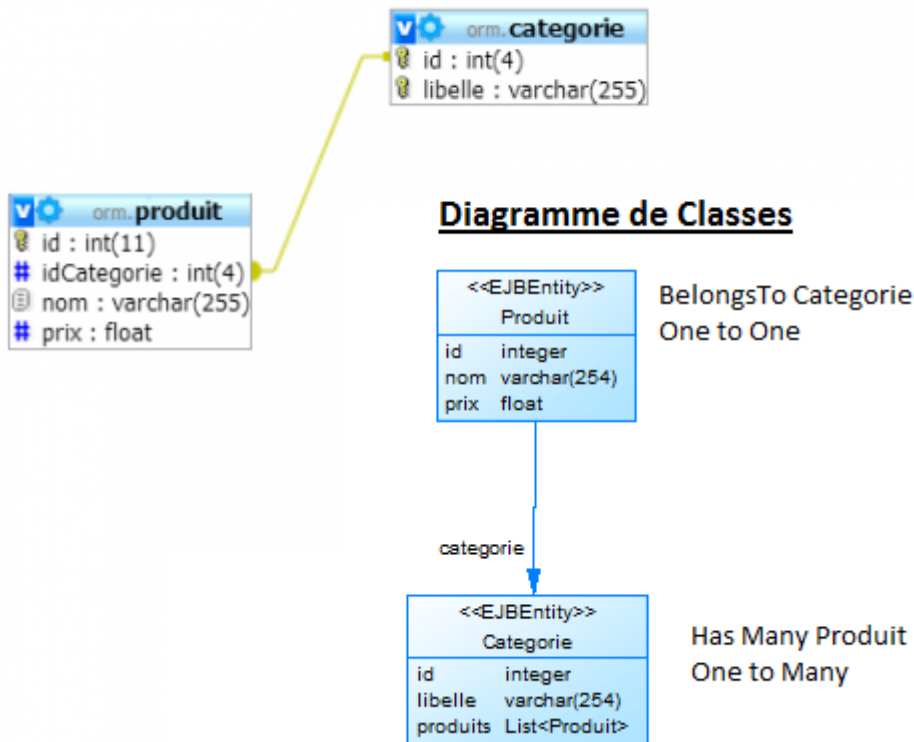 orm.categorie
id : int(4)
libelle : varchar(255)
orm.produit
id : int(11)
idCategorie : int(4)
nom : varchar(255)
prix : float
Diagramme de Classes
<<EJBEntity>>
Produit
id integer
nom varchar(254)
prix float
BelongsTo Categorie
One to One
categorie
<<EJBEntity>>
Categorie
id integer
libelle varchar(254)
produits List<Produit>
Has Many Produit
One to Many